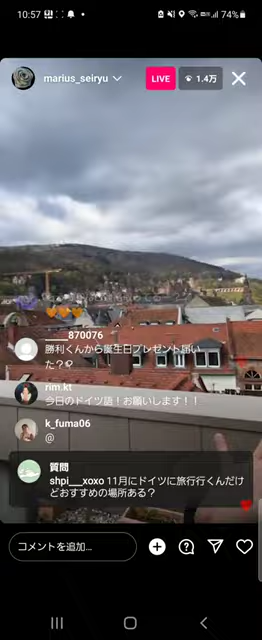 10:57
74%
marius_seiryu
LIVE
1.4万
_____870076
勝利くんから誕生日プレゼント届い
た？🎾
rim.kt
今日のドイツ語！お願いします！！
k_fuma06
@
質問
shpi___xoxo 11月にドイツに旅行行くんだけ
どおすすめの場所ある？
コメントを追加...